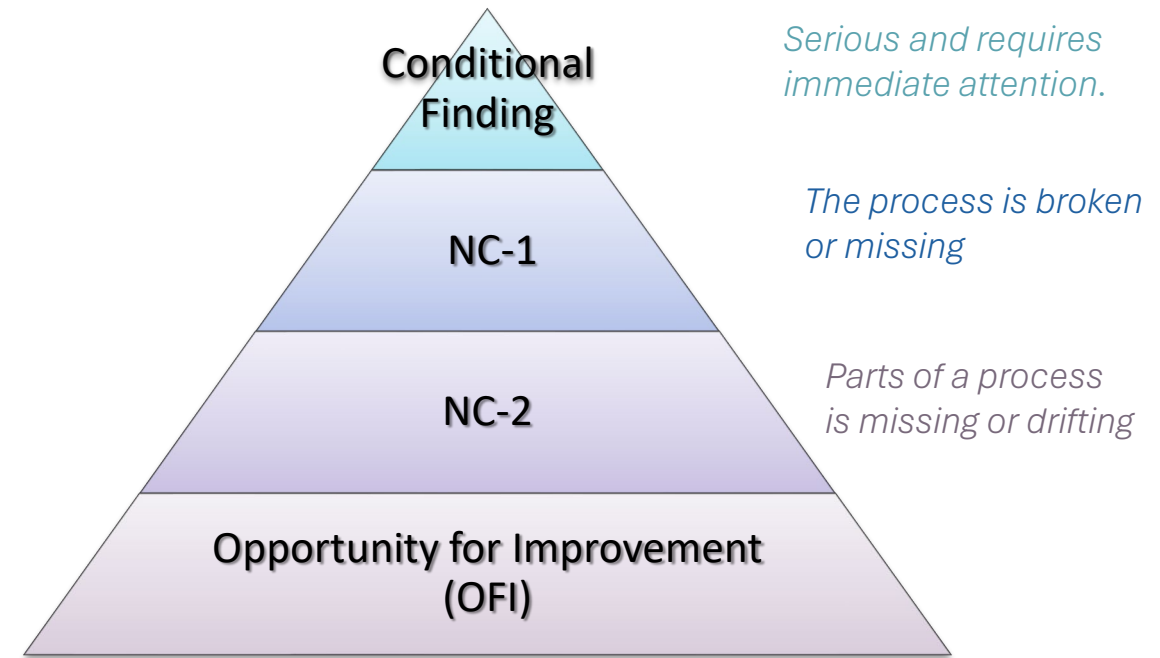 Conditional
Finding
Serious and requires
immediate attention.
NC-1
The process is broken
or missing
NC-2
Parts of a process
is missing or drifting
Opportunity for Improvement
(OFI)